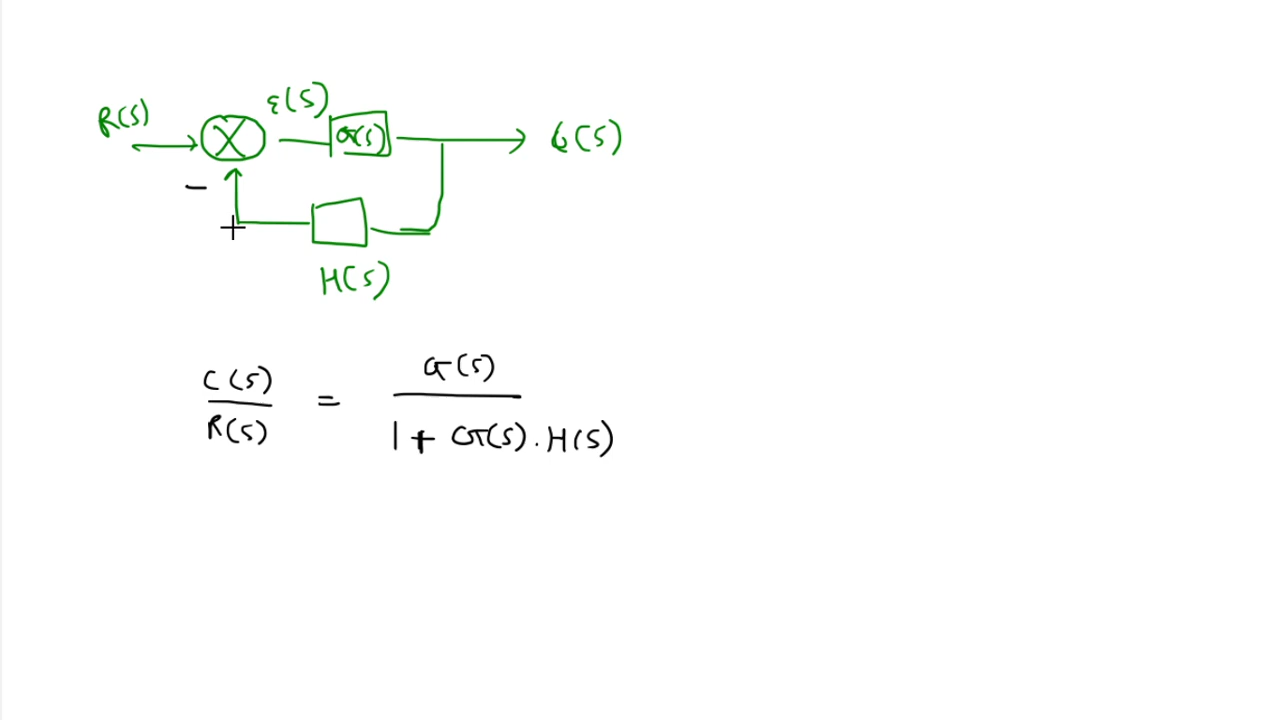 R(S)
ε(S)
G(S)
C(S)
-
H(S)
C(S)/R(S) = G(S)/(1 + G(S) . H(S))